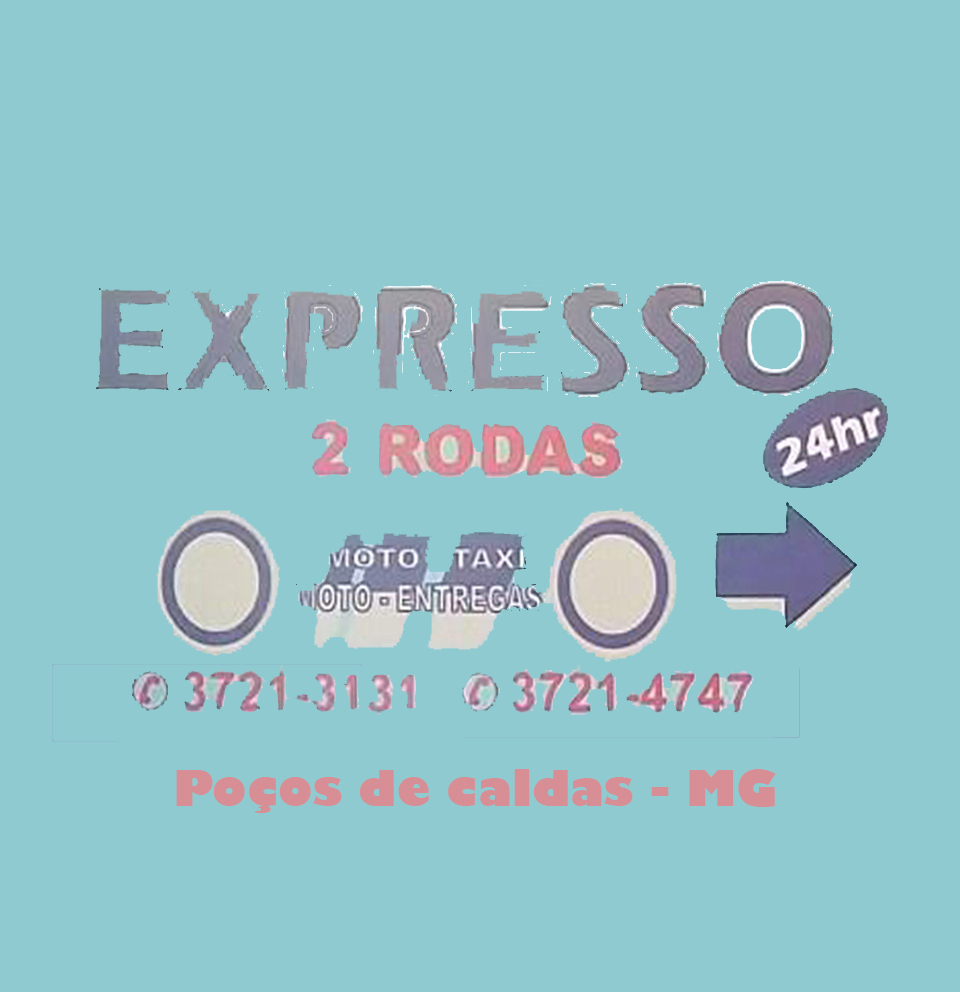 EXPRESSO
24hr
2 RODAS
MOTO TAXI
MOTO - ENTREGAS
✆ 3721-3131 ✆ 3721-4747
Poços de caldas - MG